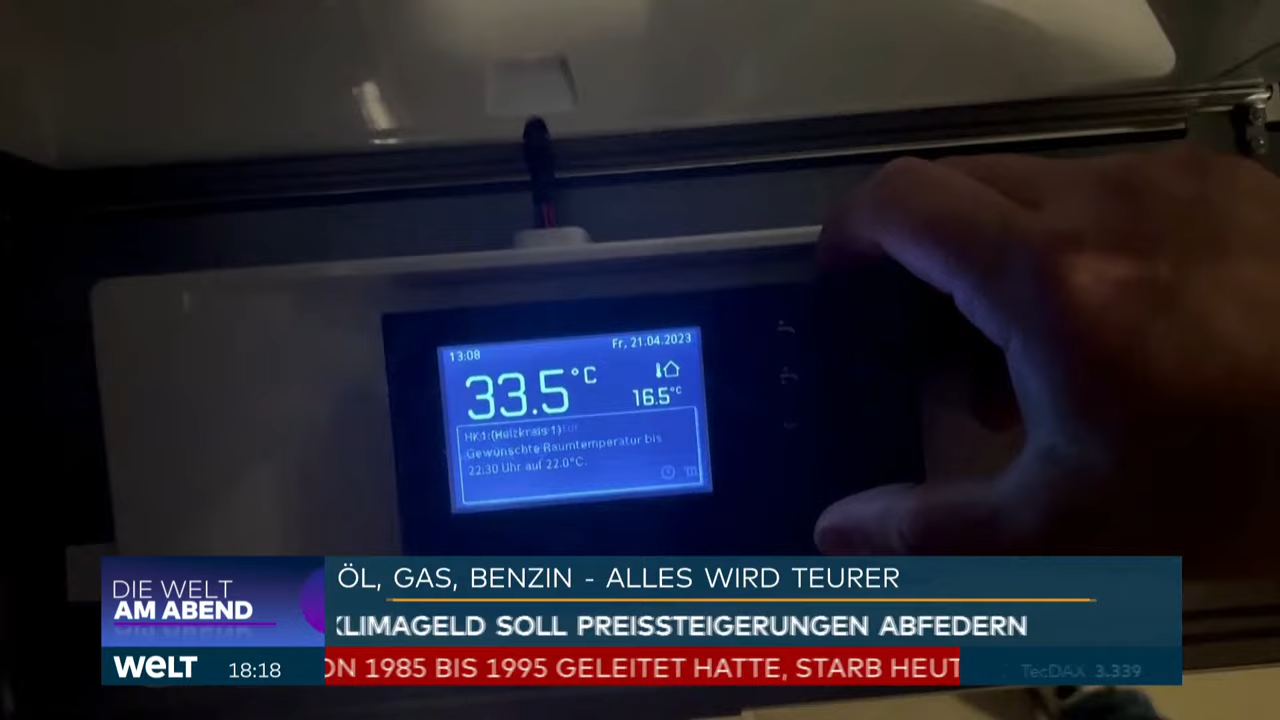 13:08
Fr, 21.04.2023
33.5°C
16.5°C
HK1:(Heizkreis 1)
Gewünschte Raumtemperatur bis
22:30 Uhr auf 22.0°C.
DIE WELT
AM ABEND
ÖL, GAS, BENZIN - ALLES WIRD TEURER
KLIMAGELD SOLL PREISSTEIGERUNGEN ABFEDERN
welt
18:18
ON 1985 BIS 1995 GELEITET HATTE, STARB HEUT
TecDAX 3.339